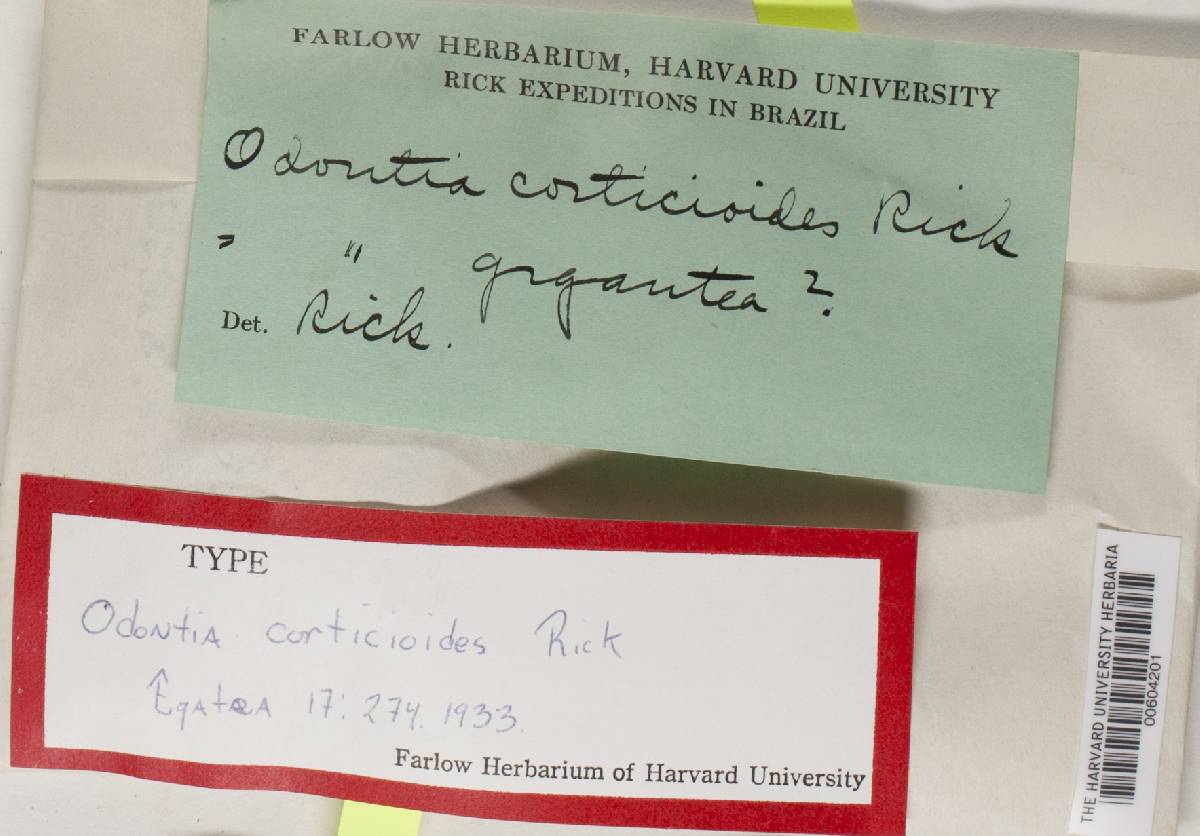 FARLOW HERBARIUM, HARVARD UNIVERSITY
RICK EXPEDITIONS IN BRAZIL
Odontia corticioides Rick
" " gigantea ?
Det. Rick.
TYPE
Odontia corticioides Rick
Egatea 17: 274. 1933.
Farlow Herbarium of Harvard University
THE HARVARD UNIVERSITY HERBARIA
00604201